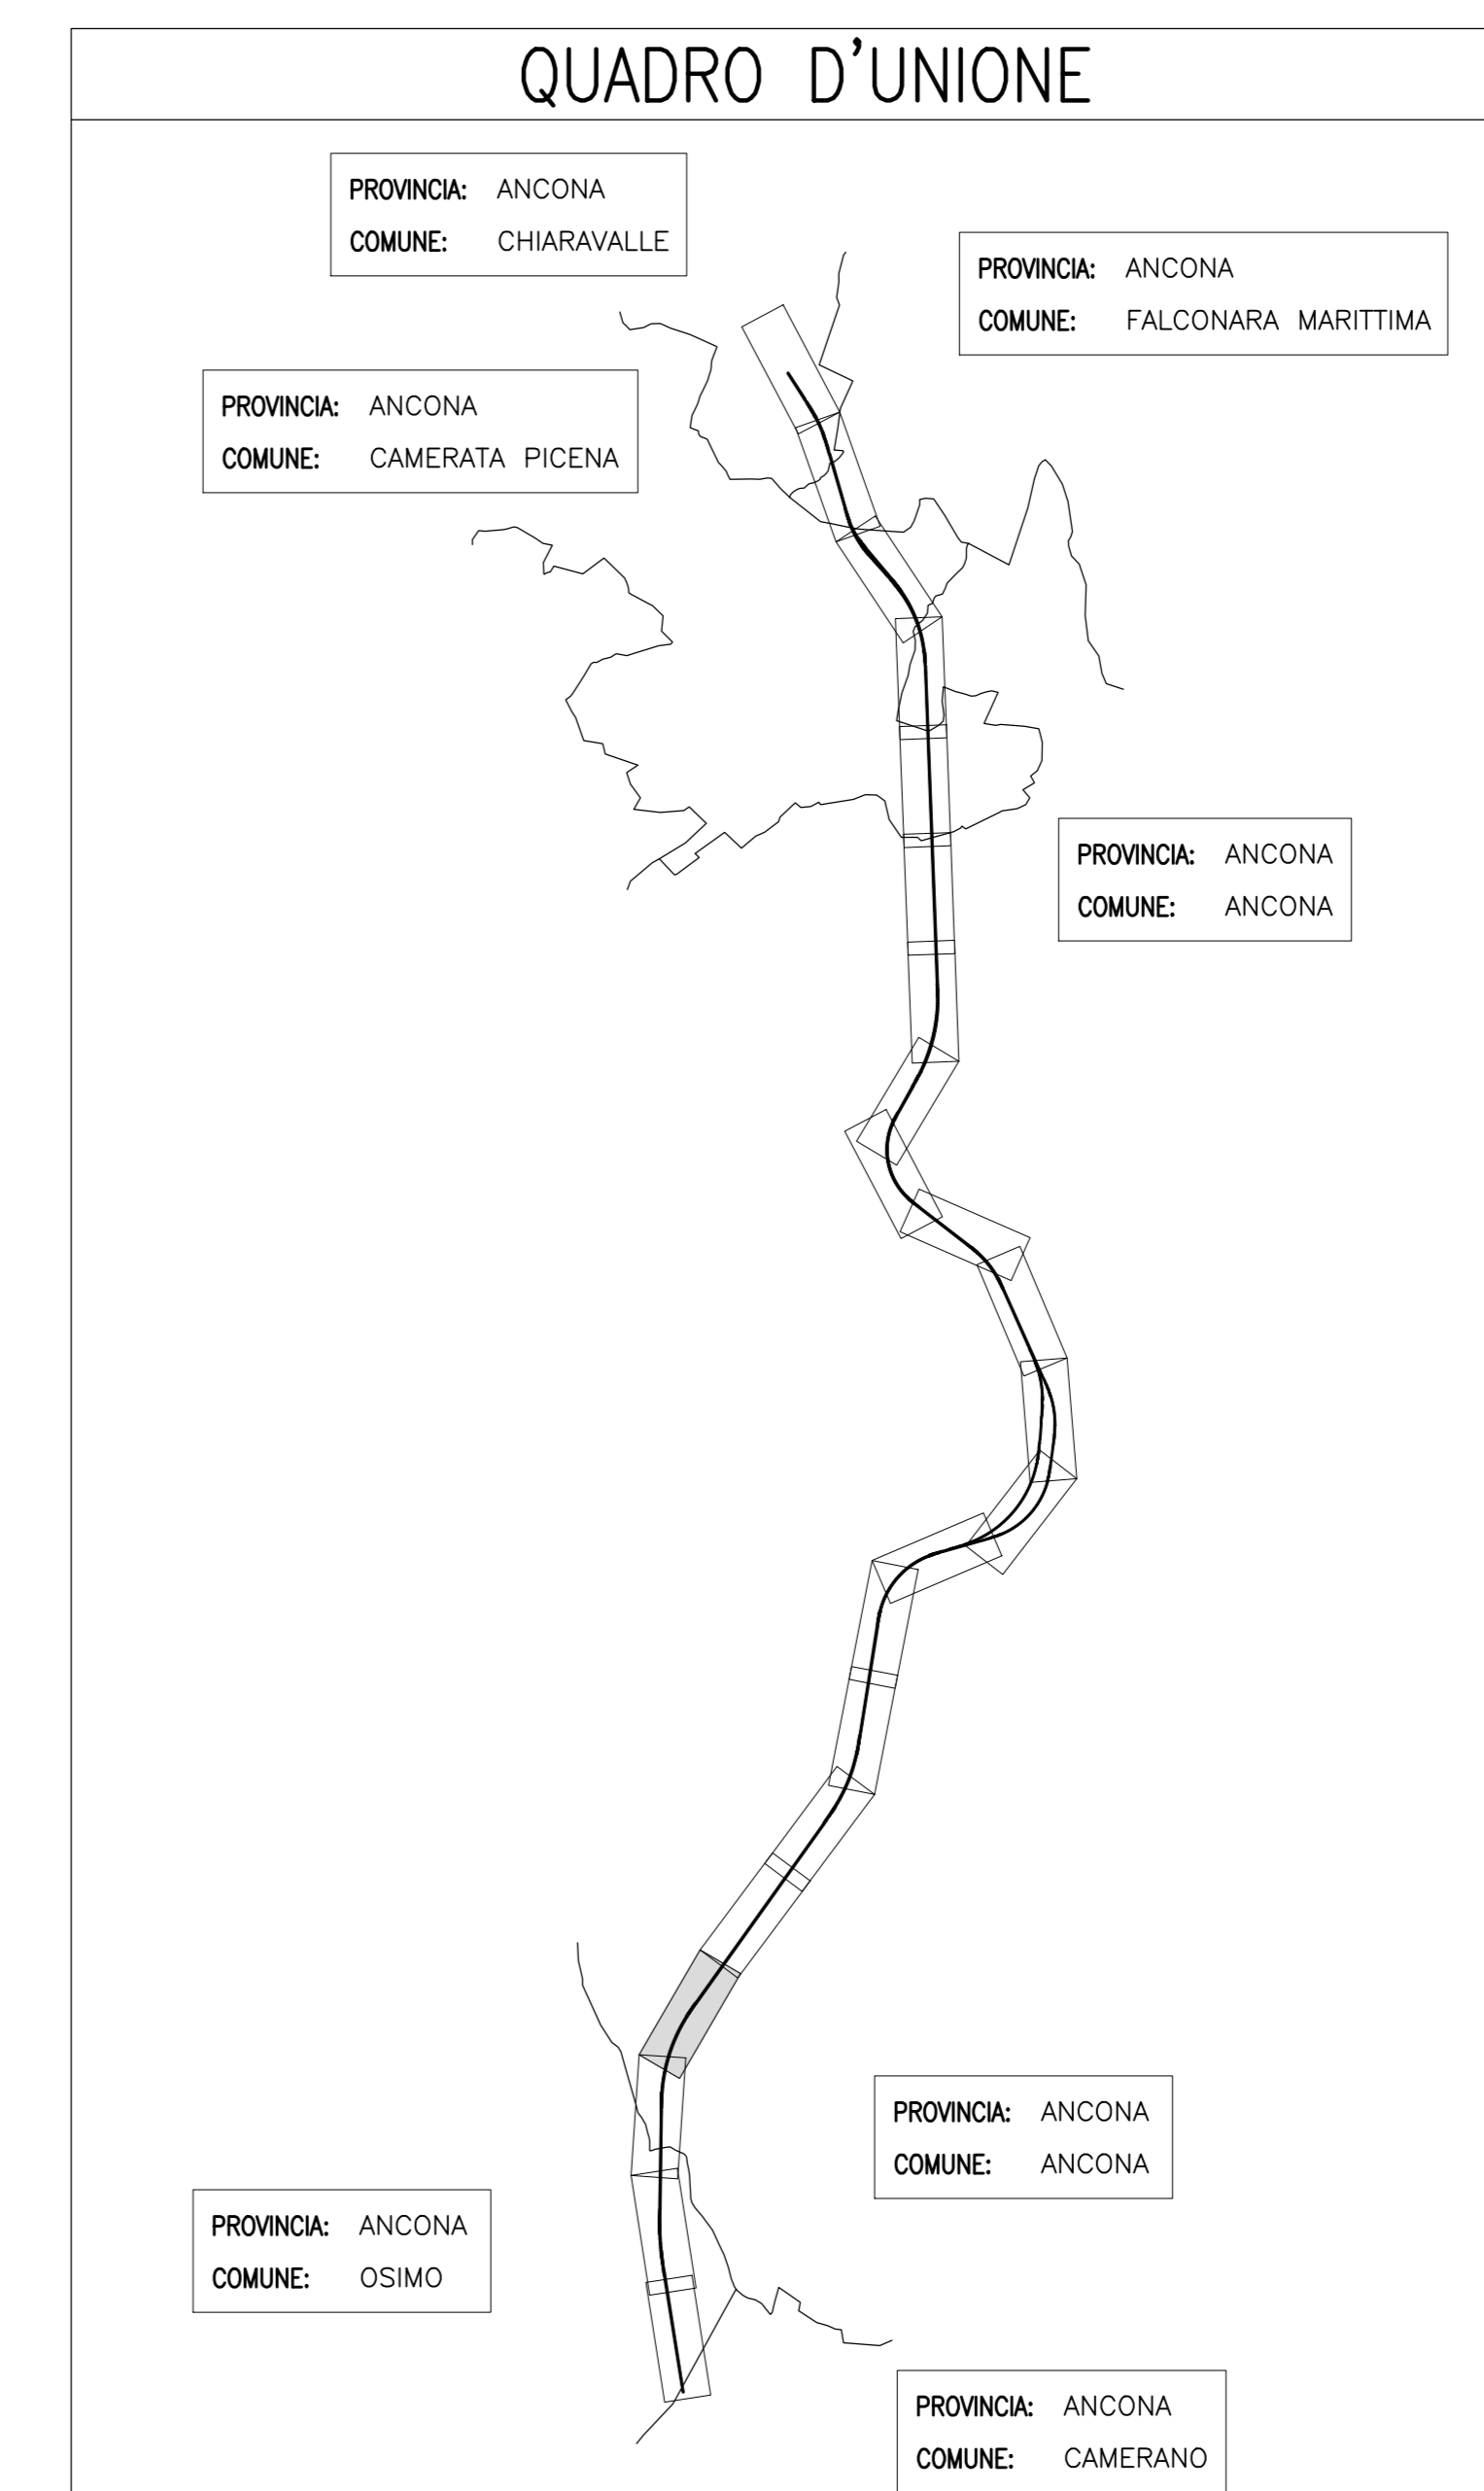 QUADRO D'UNIONE
PROVINCIA: ANCONA
COMUNE: CHIARAVALLE
PROVINCIA: ANCONA
COMUNE: FALCONARA MARITTIMA
PROVINCIA: ANCONA
COMUNE: CAMERATA PICENA
PROVINCIA: ANCONA
COMUNE: ANCONA
PROVINCIA: ANCONA
COMUNE: ANCONA
PROVINCIA: ANCONA
COMUNE: OSIMO
PROVINCIA: ANCONA
COMUNE: CAMERANO